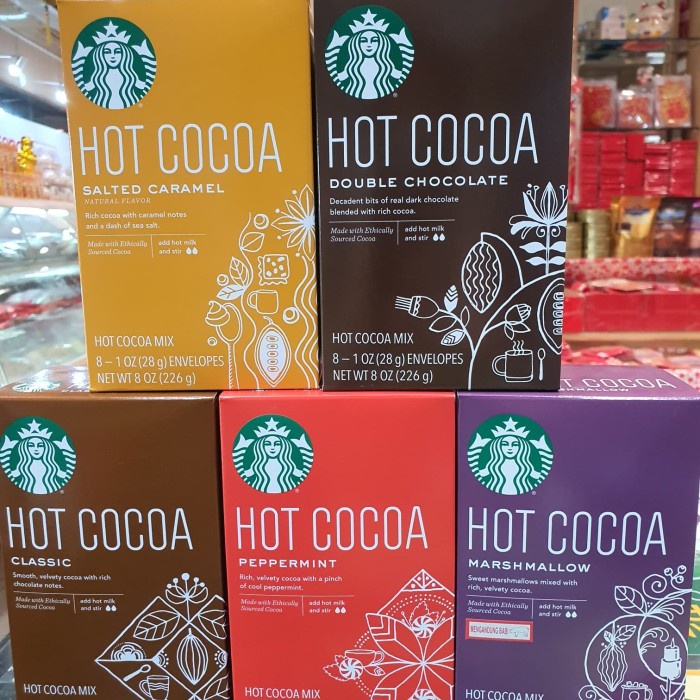 HOT COCOA
SALTED CARAMEL
NATURAL FLAVOR
Rich cocoa with caramel notes
and a dash of sea salt.
Made with Ethically
Sourced Cocoa
add hot milk
and stir
HOT COCOA MIX
8 – 1 OZ (28 g) ENVELOPES
NET WT 8 OZ (226 g)
HOT COCOA
DOUBLE CHOCOLATE
Decadent bits of real dark chocolate
blended with rich cocoa.
Made with Ethically
Sourced Cocoa
add hot milk
and stir
HOT COCOA MIX
8 – 1 OZ (28 g) ENVELOPES
NET WT 8 OZ (226 g)
HOT COCOA
CLASSIC
Smooth, velvety cocoa with rich
chocolate notes.
Made with Ethically
Sourced Cocoa
add hot milk
and stir
HOT COCOA MIX
HOT COCOA
PEPPERMINT
Rich, velvety cocoa with a pinch
of cool peppermint.
Made with Ethically
Sourced Cocoa
add hot milk
and stir
HOT COCOA MIX
HOT COCOA
MARSHMALLOW
HOT COCOA
MARSHMALLOW
Sweet marshmallows mixed with
rich, velvety cocoa.
Made with Ethically
Sourced Cocoa
add hot milk
and stir
MENGANDUNG BABI
HOT COCOA MIX